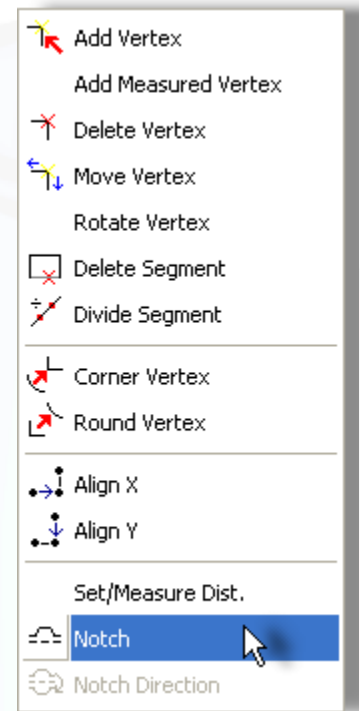 Add Vertex
Add Measured Vertex
Delete Vertex
Move Vertex
Rotate Vertex
Delete Segment
Divide Segment
Corner Vertex
Round Vertex
Align X
Align Y
Set/Measure Dist.
Notch
Notch Direction